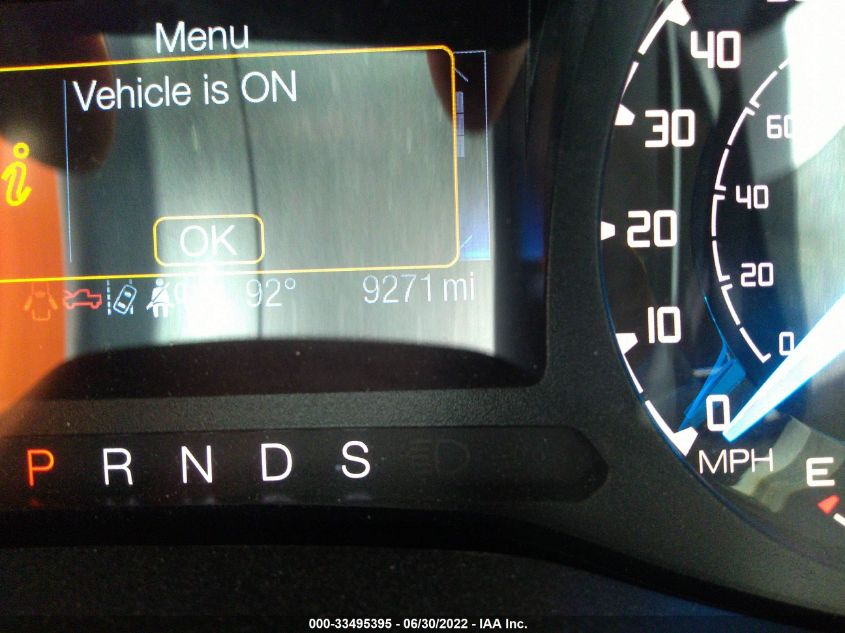 Menu
Vehicle is ON
i
OK
92° 9271 mi
P R N D S
40
30
20
10
0
MPH
60
40
20
0
E
000-33495395 - 06/30/2022 - IAA Inc.